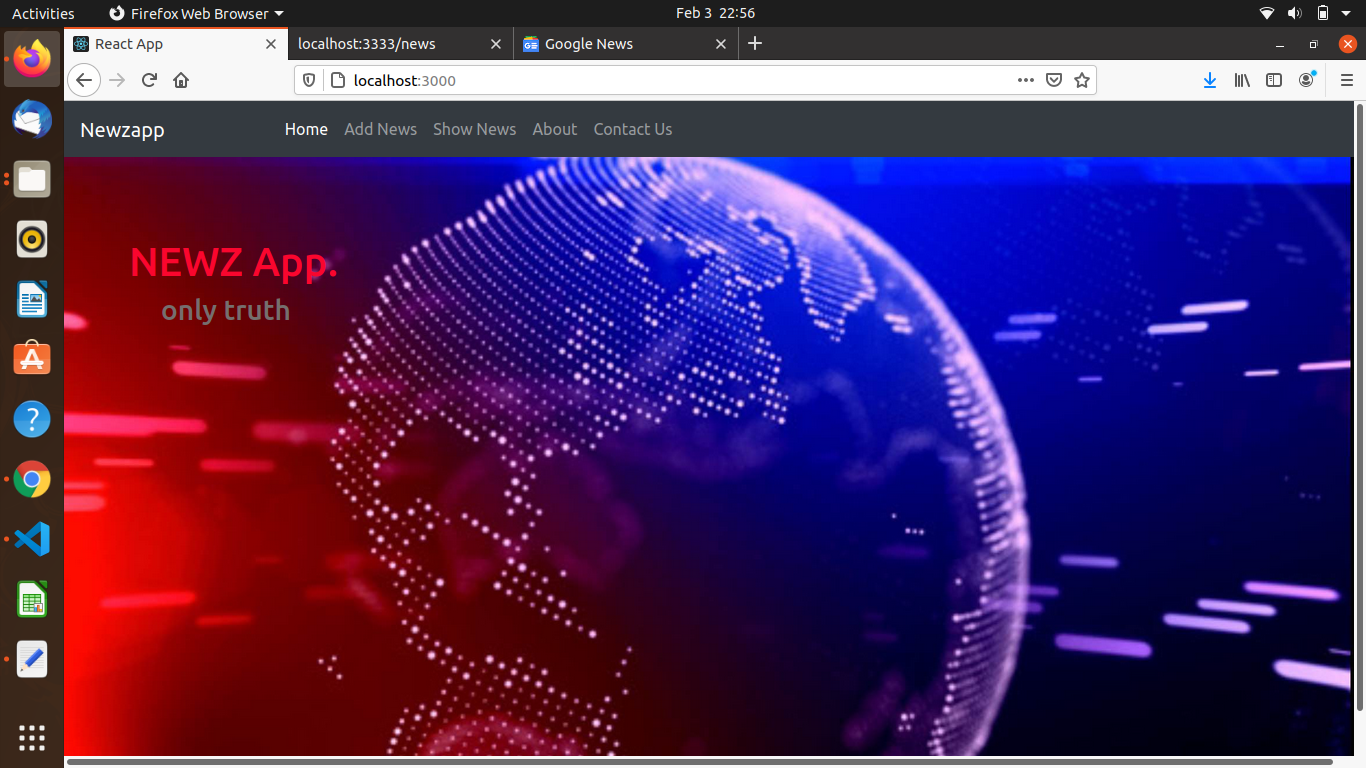 Activities Firefox Web Browser Feb 3 22:56
React App localhost:3333/news Google News
localhost:3000
Newzapp Home Add News Show News About Contact Us
NEWZ App.
only truth